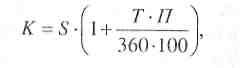 K = S · (1 + T · П / 360 · 100),